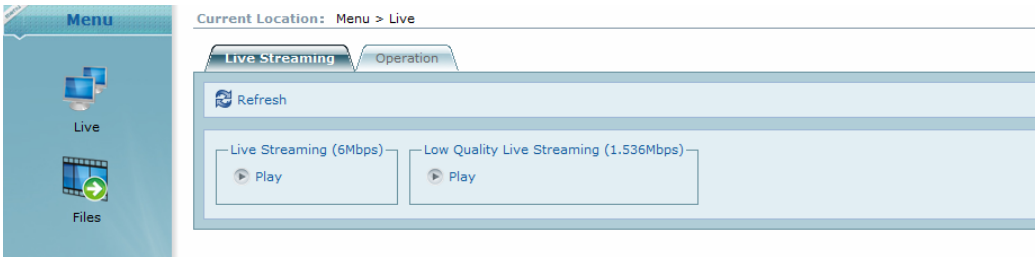 menu
Menu
Current Location: Menu > Live
Live Streaming
Operation
Refresh
Live
Live Streaming (6Mbps)
Low Quality Live Streaming (1.536Mbps)
Play
Play
Files